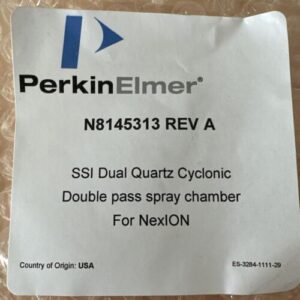 PerkinElmer®
N8145313 REV A
SSI Dual Quartz Cyclonic
Double pass spray chamber
For NexION
Country of Origin: USA
ES-3284-1111-29